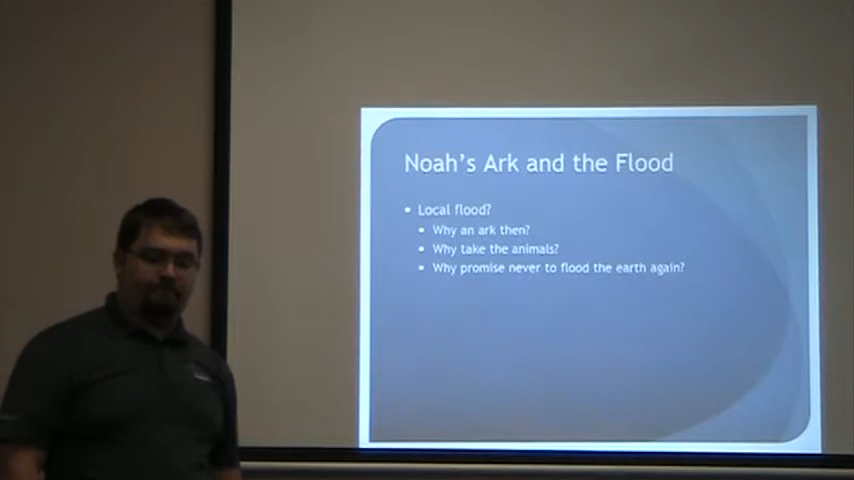 Noah's Ark and the Flood
• Local flood?
• Why an ark then?
• Why take the animals?
• Why promise never to flood the earth again?